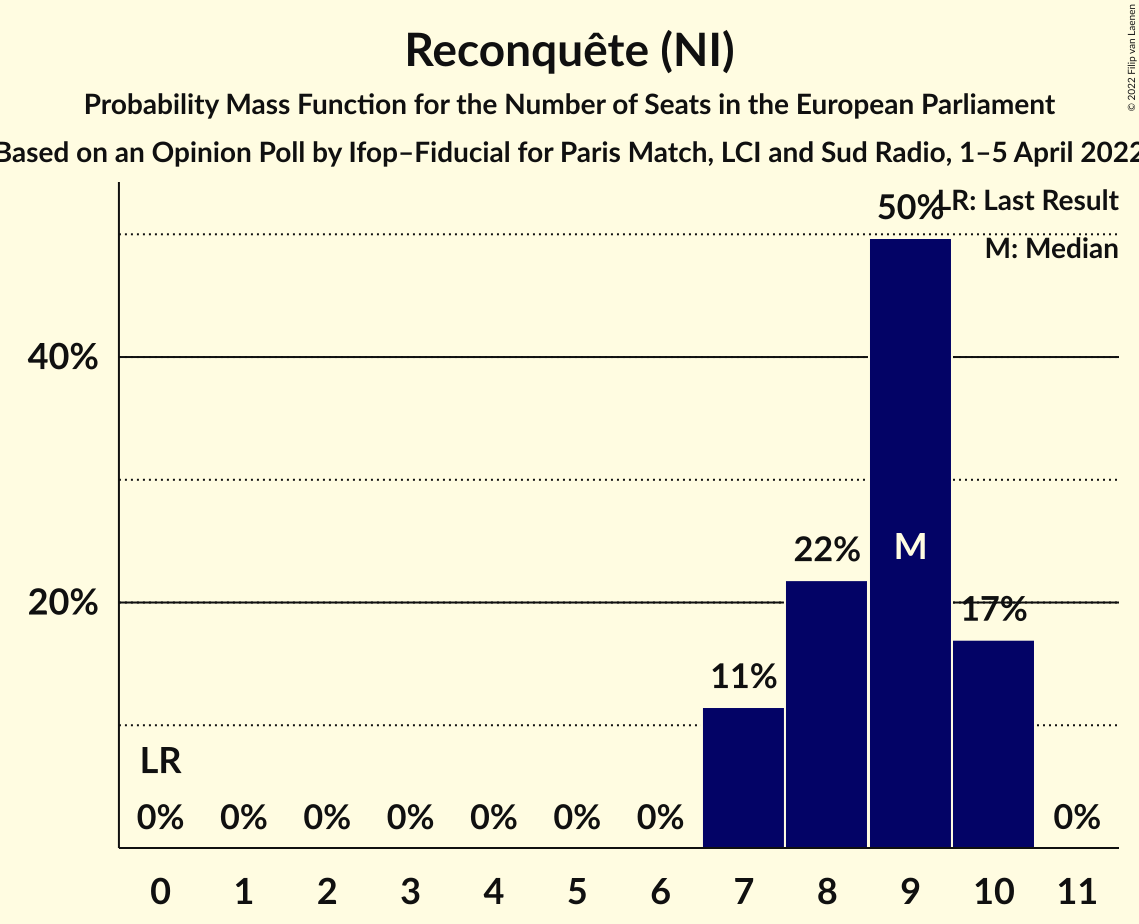 Reconquête (NI)
Probability Mass Function for the Number of Seats in the European Parliament
Based on an Opinion Poll by Ifop–Fiducial for Paris Match, LCI and Sud Radio, 1–5 April 2022
© 2022 Filip van Laenen
LR: Last Result
M: Median
50%
40%
22%
M
20%
17%
11%
LR
0% 0% 0% 0% 0% 0% 0% 0%
0 1 2 3 4 5 6 7 8 9 10 11